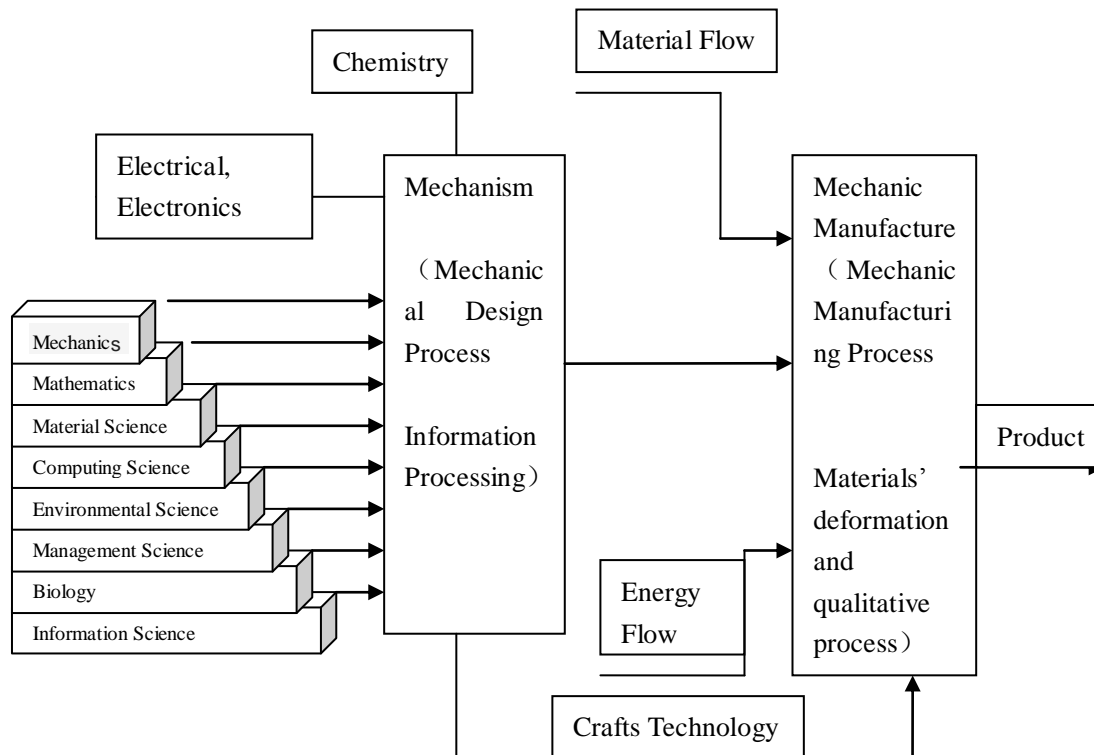 Material Flow
Chemistry
Electrical,
Electronics
Mechanism
（Mechanic
al Design
Process
Information
Processing）
Mechanics
Mathematics
Material Science
Computing Science
Environmental Science
Management Science
Biology
Information Science
Energy
Flow
Crafts Technology
Mechanic
Manufacture
（ Mechanic
Manufacturi
ng Process
Materials’
deformation
and
qualitative
process）
Product